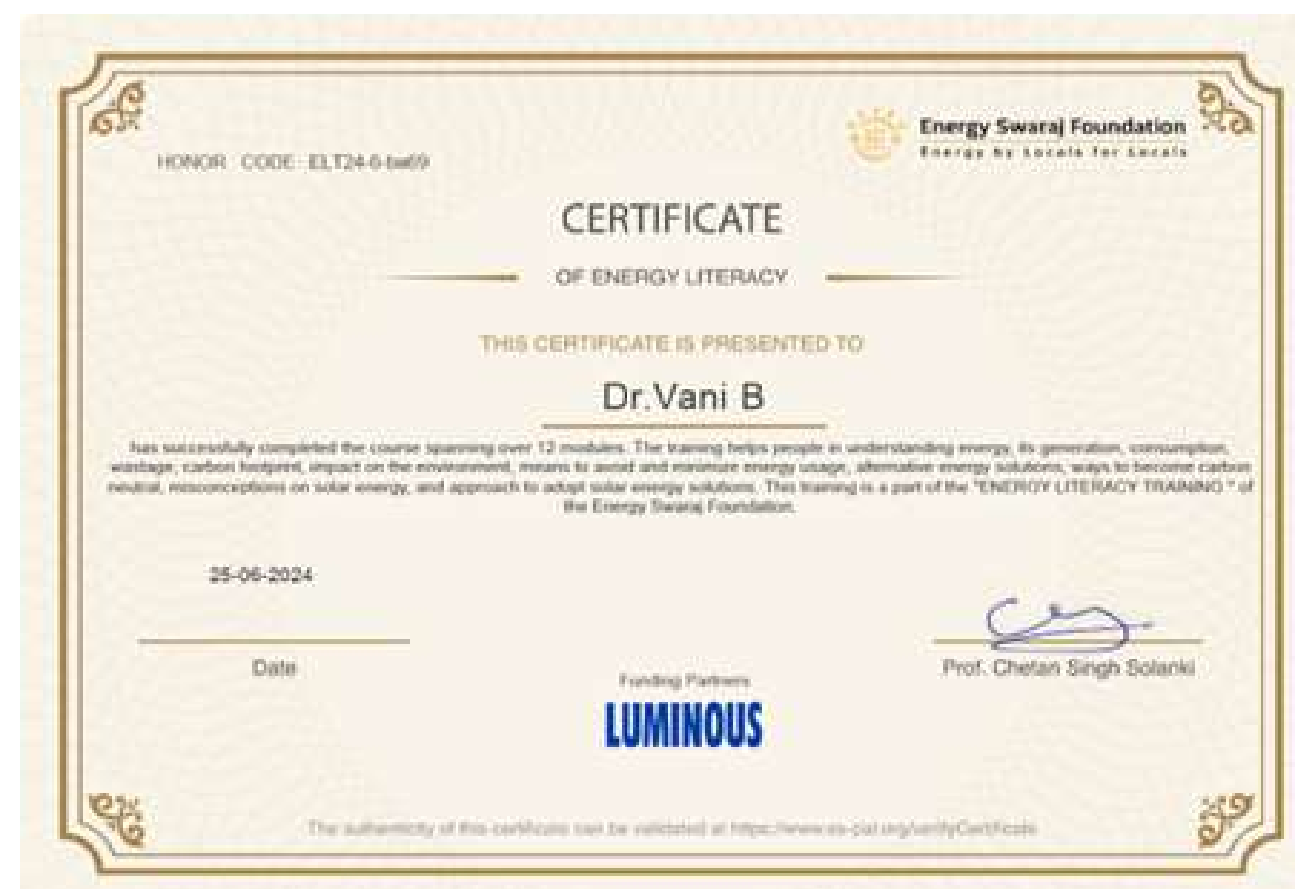 Energy Swaraj Foundation
Energy by Locals for Locals
HONOR CODE ELT24-6-
CERTIFICATE
OF ENERGY LITERACY
THIS CERTIFICATE IS PRESENTED TO
Dr.Vani B
has successfully completed the course spanning over 12 modules. The training helps people in understanding energy, its generation, consumption,
wastage, carbon footprint, impact on the environment, means to avoid and minimize energy usage, alternative energy solutions, ways to become carbon
neutral, misconceptions on solar energy, and approach to adopt solar energy solutions. This training is a part of the "ENERGY LITERACY TRAINING " of
the Energy Swaraj Foundation.
25-06-2024
Date
Prof. Chetan Singh Solanki
Funding Partners
LUMINOUS
The authenticity of this certificate can be validated at